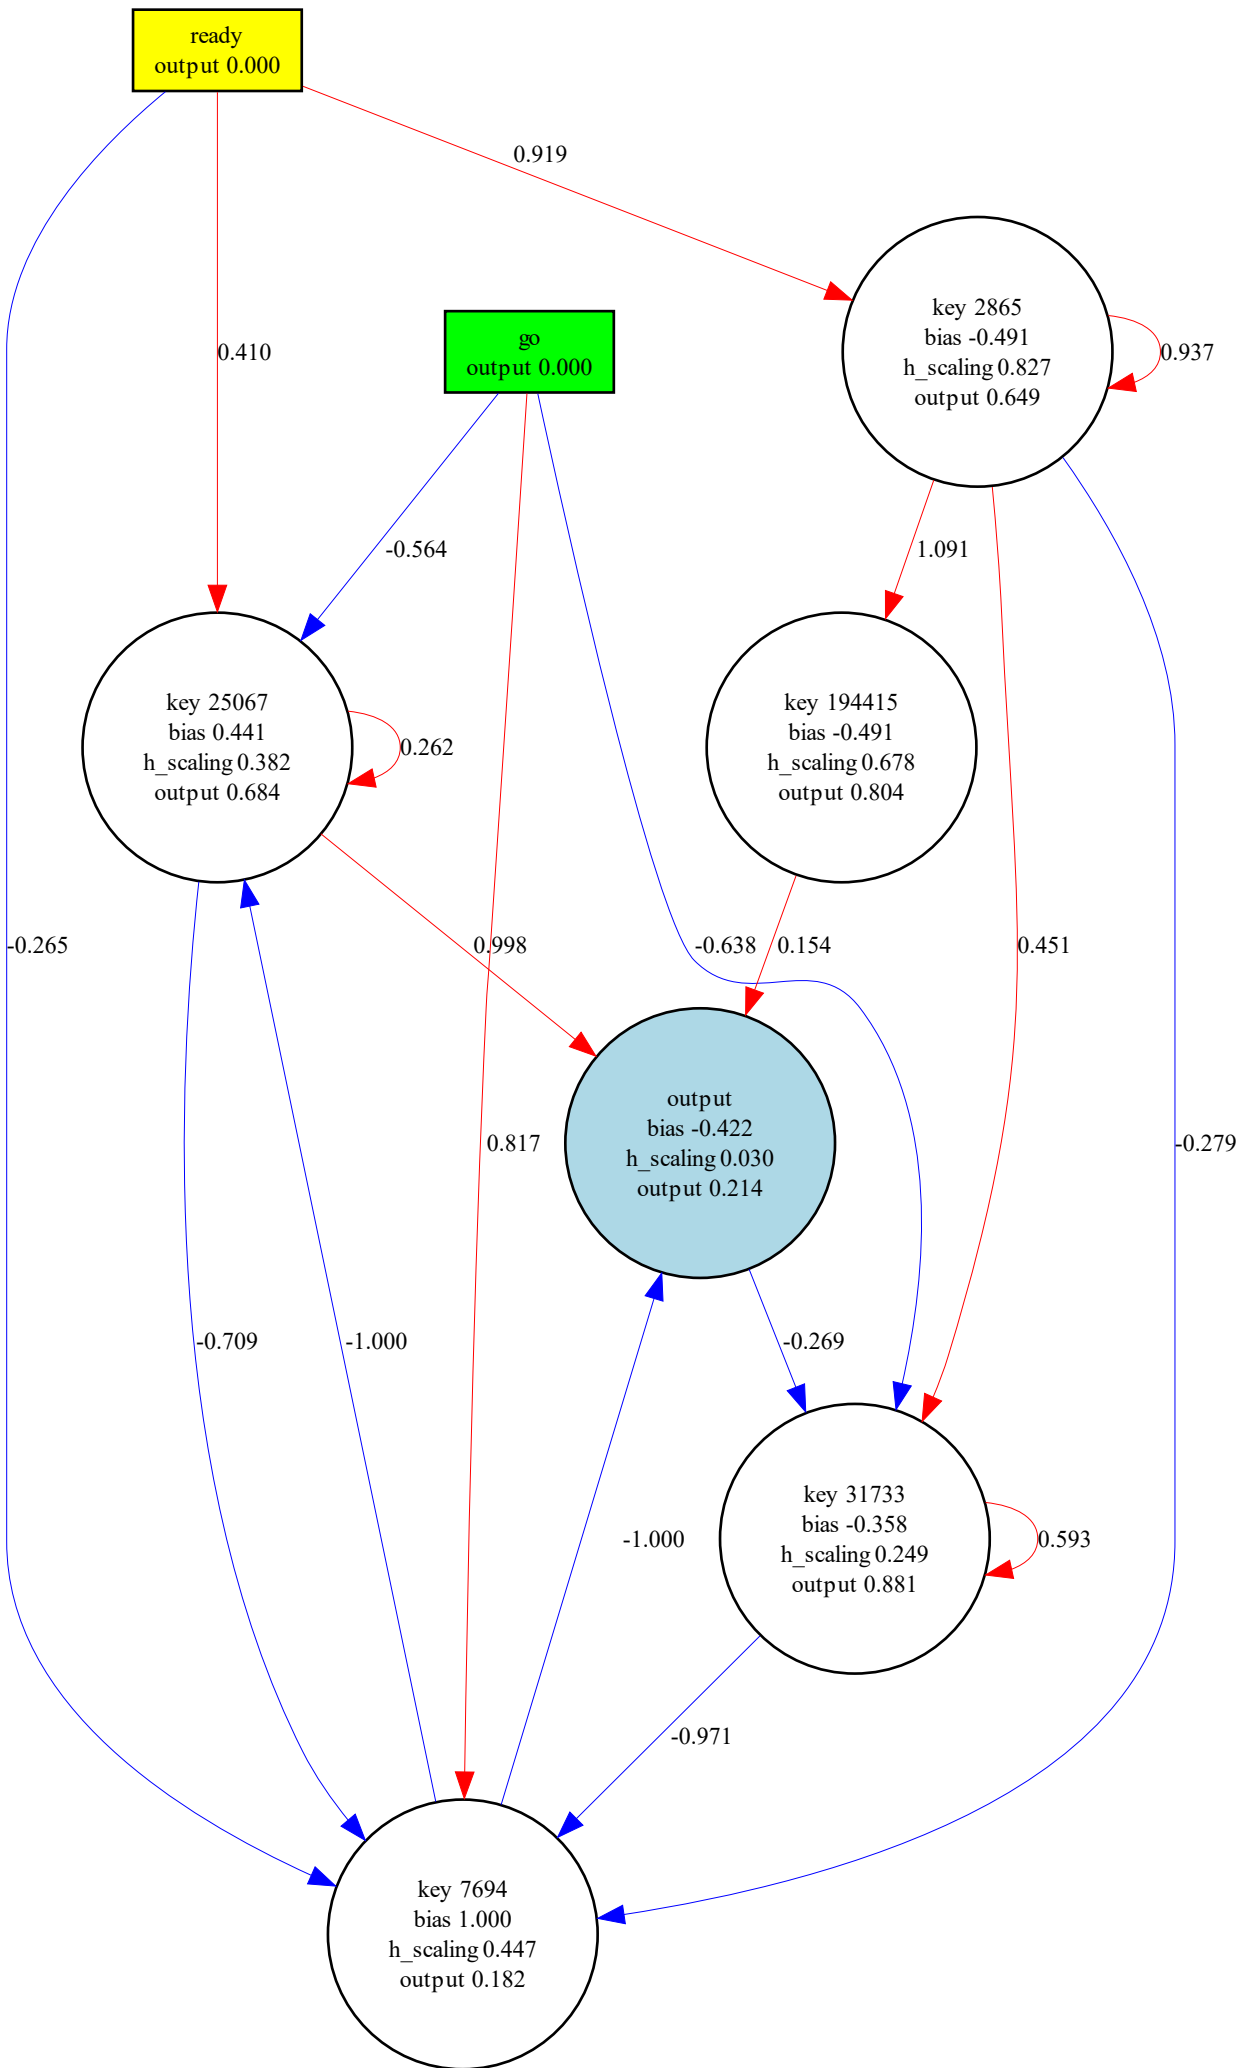 ready
output 0.000
0.919
key 2865
bias -0.491
h_scaling 0.827
output 0.649
0.937
go
output 0.000
0.410
-0.564
1.091
key 25067
bias 0.441
h_scaling 0.382
output 0.684
0.262
key 194415
bias -0.491
h_scaling 0.678
output 0.804
-0.265
0.998
-0.638
0.154
0.451
output
bias -0.422
h_scaling 0.030
output 0.214
0.817
-0.279
-0.709
-1.000
-0.269
key 31733
bias -0.358
h_scaling 0.249
output 0.881
-1.000
0.593
-0.971
key 7694
bias 1.000
h_scaling 0.447
output 0.182